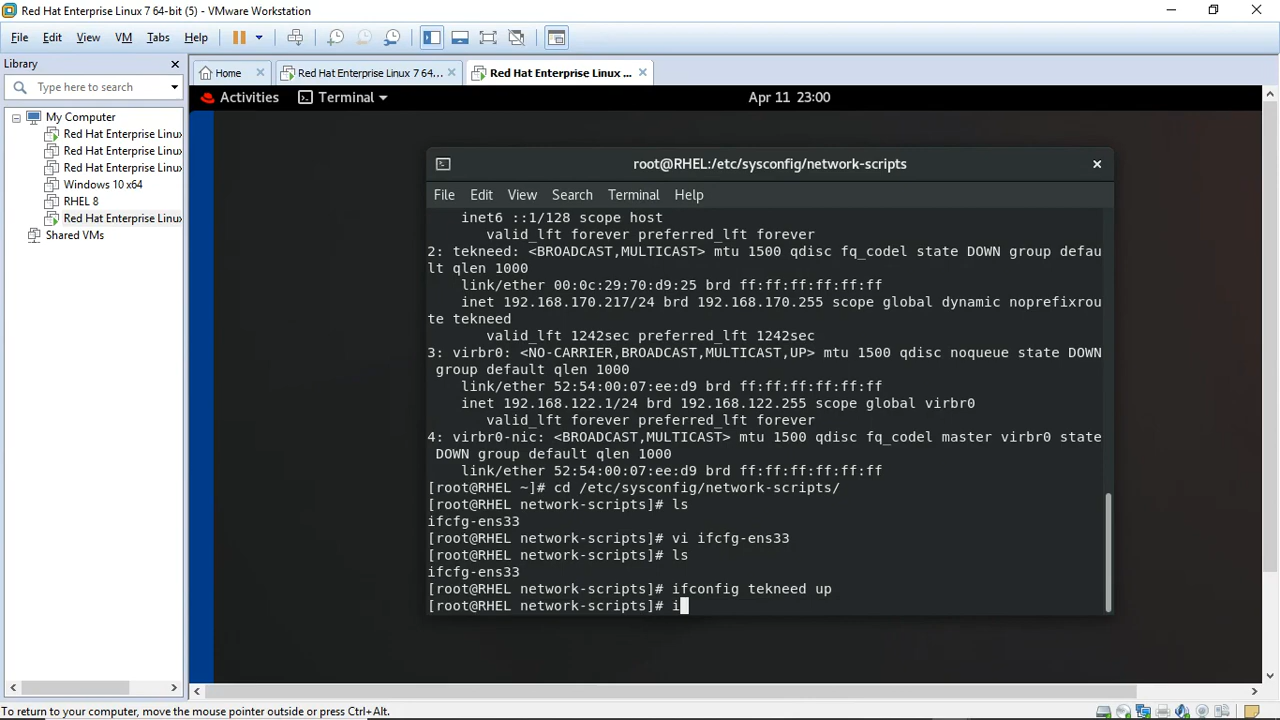 Red Hat Enterprise Linux 7 64-bit (5) - VMware Workstation
File Edit View VM Tabs Help
Library
Type here to search
My Computer
Red Hat Enterprise Linux
Red Hat Enterprise Linux
Red Hat Enterprise Linux
Windows 10 x64
RHEL 8
Red Hat Enterprise Linux
Shared VMs
Home Red Hat Enterprise Linux 7 64... Red Hat Enterprise Linux ...
Activities Terminal Apr 11 23:00
root@RHEL:/etc/sysconfig/network-scripts
File Edit View Search Terminal Help
inet6 ::1/128 scope host
valid_lft forever preferred_lft forever
2: tekneed: <BROADCAST,MULTICAST> mtu 1500 qdisc fq_codel state DOWN group defau
lt qlen 1000
link/ether 00:0c:29:70:d9:25 brd ff:ff:ff:ff:ff:ff
inet 192.168.170.217/24 brd 192.168.170.255 scope global dynamic noprefixrou
te tekneed
valid_lft 1242sec preferred_lft 1242sec
3: virbr0: <NO-CARRIER,BROADCAST,MULTICAST,UP> mtu 1500 qdisc noqueue state DOWN
group default qlen 1000
link/ether 52:54:00:07:ee:d9 brd ff:ff:ff:ff:ff:ff
inet 192.168.122.1/24 brd 192.168.122.255 scope global virbr0
valid_lft forever preferred_lft forever
4: virbr0-nic: <BROADCAST,MULTICAST> mtu 1500 qdisc fq_codel master virbr0 state
DOWN group default qlen 1000
link/ether 52:54:00:07:ee:d9 brd ff:ff:ff:ff:ff:ff
[root@RHEL ~]# cd /etc/sysconfig/network-scripts/
[root@RHEL network-scripts]# ls
ifcfg-ens33
[root@RHEL network-scripts]# vi ifcfg-ens33
[root@RHEL network-scripts]# ls
ifcfg-ens33
[root@RHEL network-scripts]# ifconfig tekneed up
[root@RHEL network-scripts]# i
To return to your computer, move the mouse pointer outside or press Ctrl+Alt.